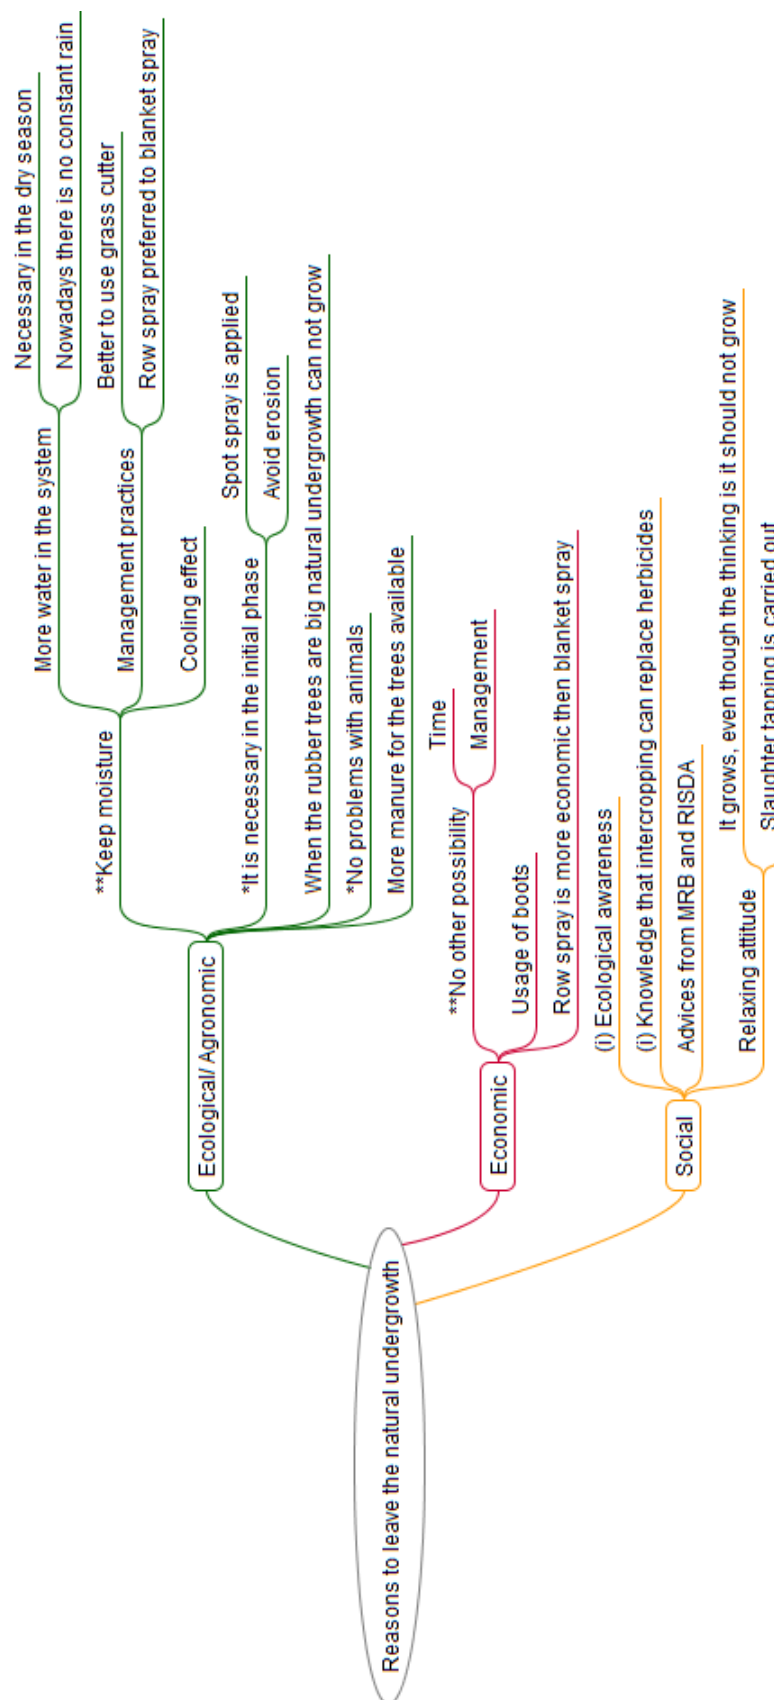 Reasons to leave the natural undergrowth
Ecological/ Agronomic
**Keep moisture
More water in the system
Necessary in the dry season
Nowadays there is no constant rain
Management practices
Better to use grass cutter
Row spray preferred to blanket spray
Cooling effect
*It is necessary in the initial phase
Spot spray is applied
Avoid erosion
When the rubber trees are big natural undergrowth can not grow
*No problems with animals
More manure for the trees available
Economic
**No other possibility
Time
Management
Usage of boots
Row spray is more economic then blanket spray
Social
(i) Ecological awareness
(i) Knowledge that intercropping can replace herbicides
Advices from MRB and RISDA
Relaxing attitude
It grows, even though the thinking is it should not grow
Slaughter tapping is carried out